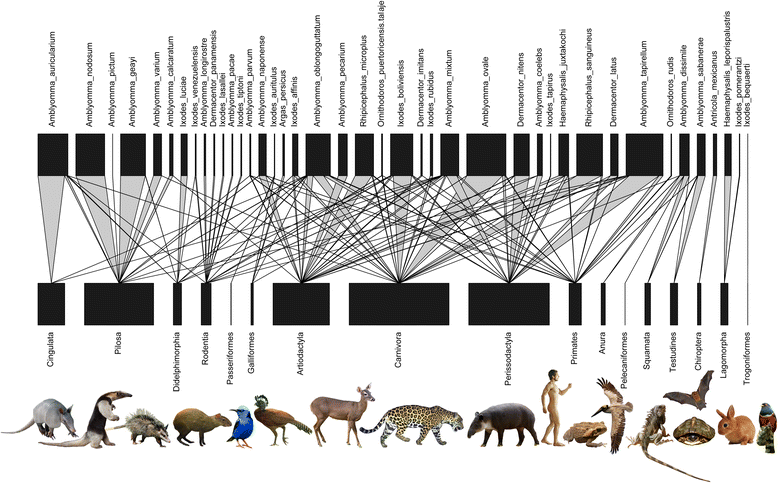 Amblyomma_auricularium
Amblyomma_nodosum
Amblyomma_pictum
Amblyomma_geayi
Amblyomma_varium
Amblyomma_calcaratum
Ixodes_luciae
Ixodes_venezuelensis
Amblyomma_longirostre
Dermacentor_panamensis
Ixodes_lasallei
Amblyomma_pacae
Ixodes_tiptoni
Amblyomma_parvum
Amblyomma_naponense
Ixodes_auritulus
Argas_persicus
Ixodes_affinis
Amblyomma_oblongoguttatum
Amblyomma_pecarium
Rhipicephalus_microplus
Ornithodoros_puertoricensis.talaje
Ixodes_boliviensis
Dermacentor_imitans
Ixodes_rubidus
Amblyomma_mixtum
Amblyomma_ovale
Dermacentor_nitens
Amblyomma_coelebs
Ixodes_tapirus
Haemaphysalis_juxtakochi
Rhipicephalus_sanguineus
Dermacentor_latus
Amblyomma_tapirellum
Ornithodoros_rudis
Amblyomma_dissimile
Amblyomma_sabanerae
Antricola_mexicanus
Haemaphysalis_leporispalustris
Ixodes_pomerantzi
Ixodes_bequaerti
Cingulata
Pilosa
Didelphimorphia
Rodentia
Passeriformes
Galliformes
Artiodactyla
Carnivora
Perissodactyla
Primates
Anura
Pelecaniformes
Squamata
Testudines
Chiroptera
Lagomorpha
Trogoniformes